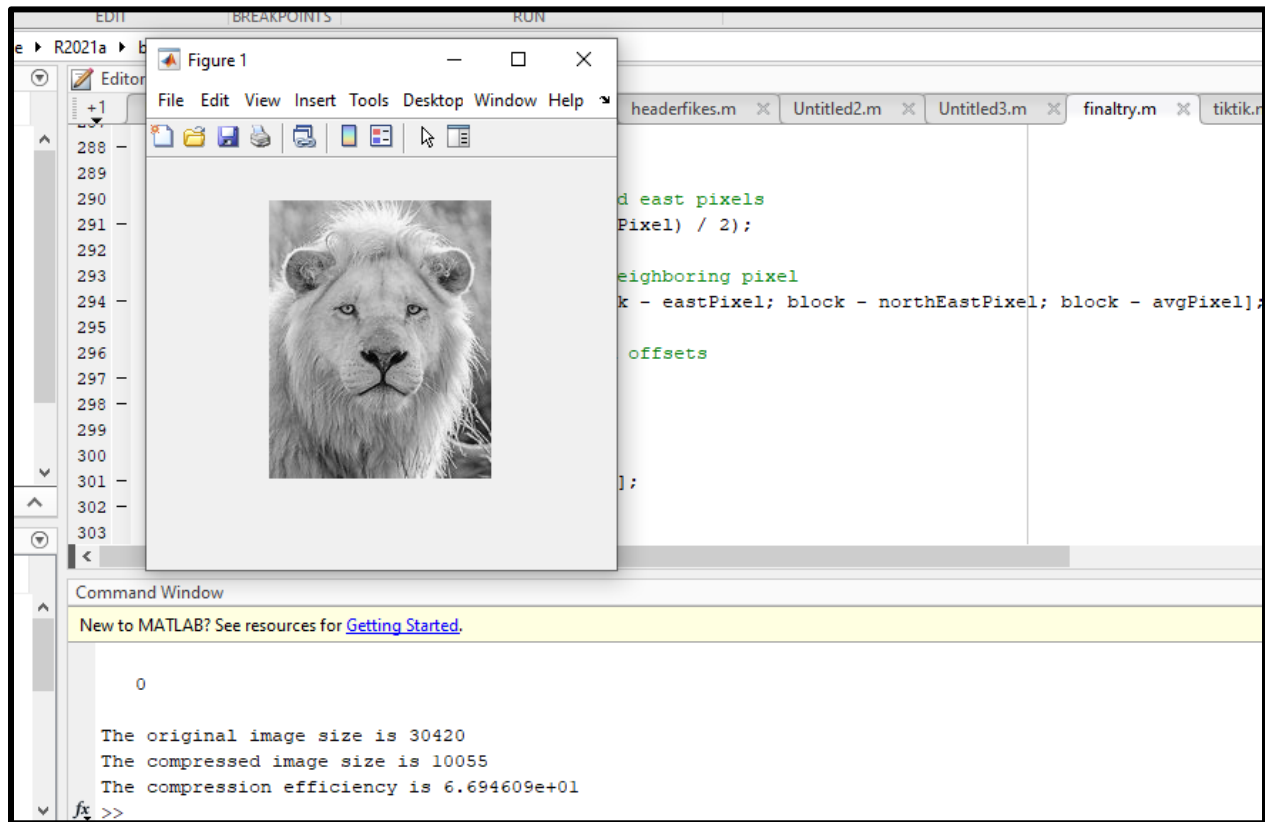 EDIT BREAKPOINTS RUN
e R2021a b
Figure 1
Editor
File Edit View Insert Tools Desktop Window Help
+1 headerfikes.m Untitled2.m Untitled3.m finaltry.m tiktik.
288
289
290 d east pixels
291 Pixel) / 2);
292
293 eighboring pixel
294 k - eastPixel; block - northEastPixel; block - avgPixel];
295
296 offsets
297
298
299
300
301 ];
302
303
Command Window
New to MATLAB? See resources for Getting Started.
0
The original image size is 30420
The compressed image size is 10055
The compression efficiency is 6.694609e+01
fx >>